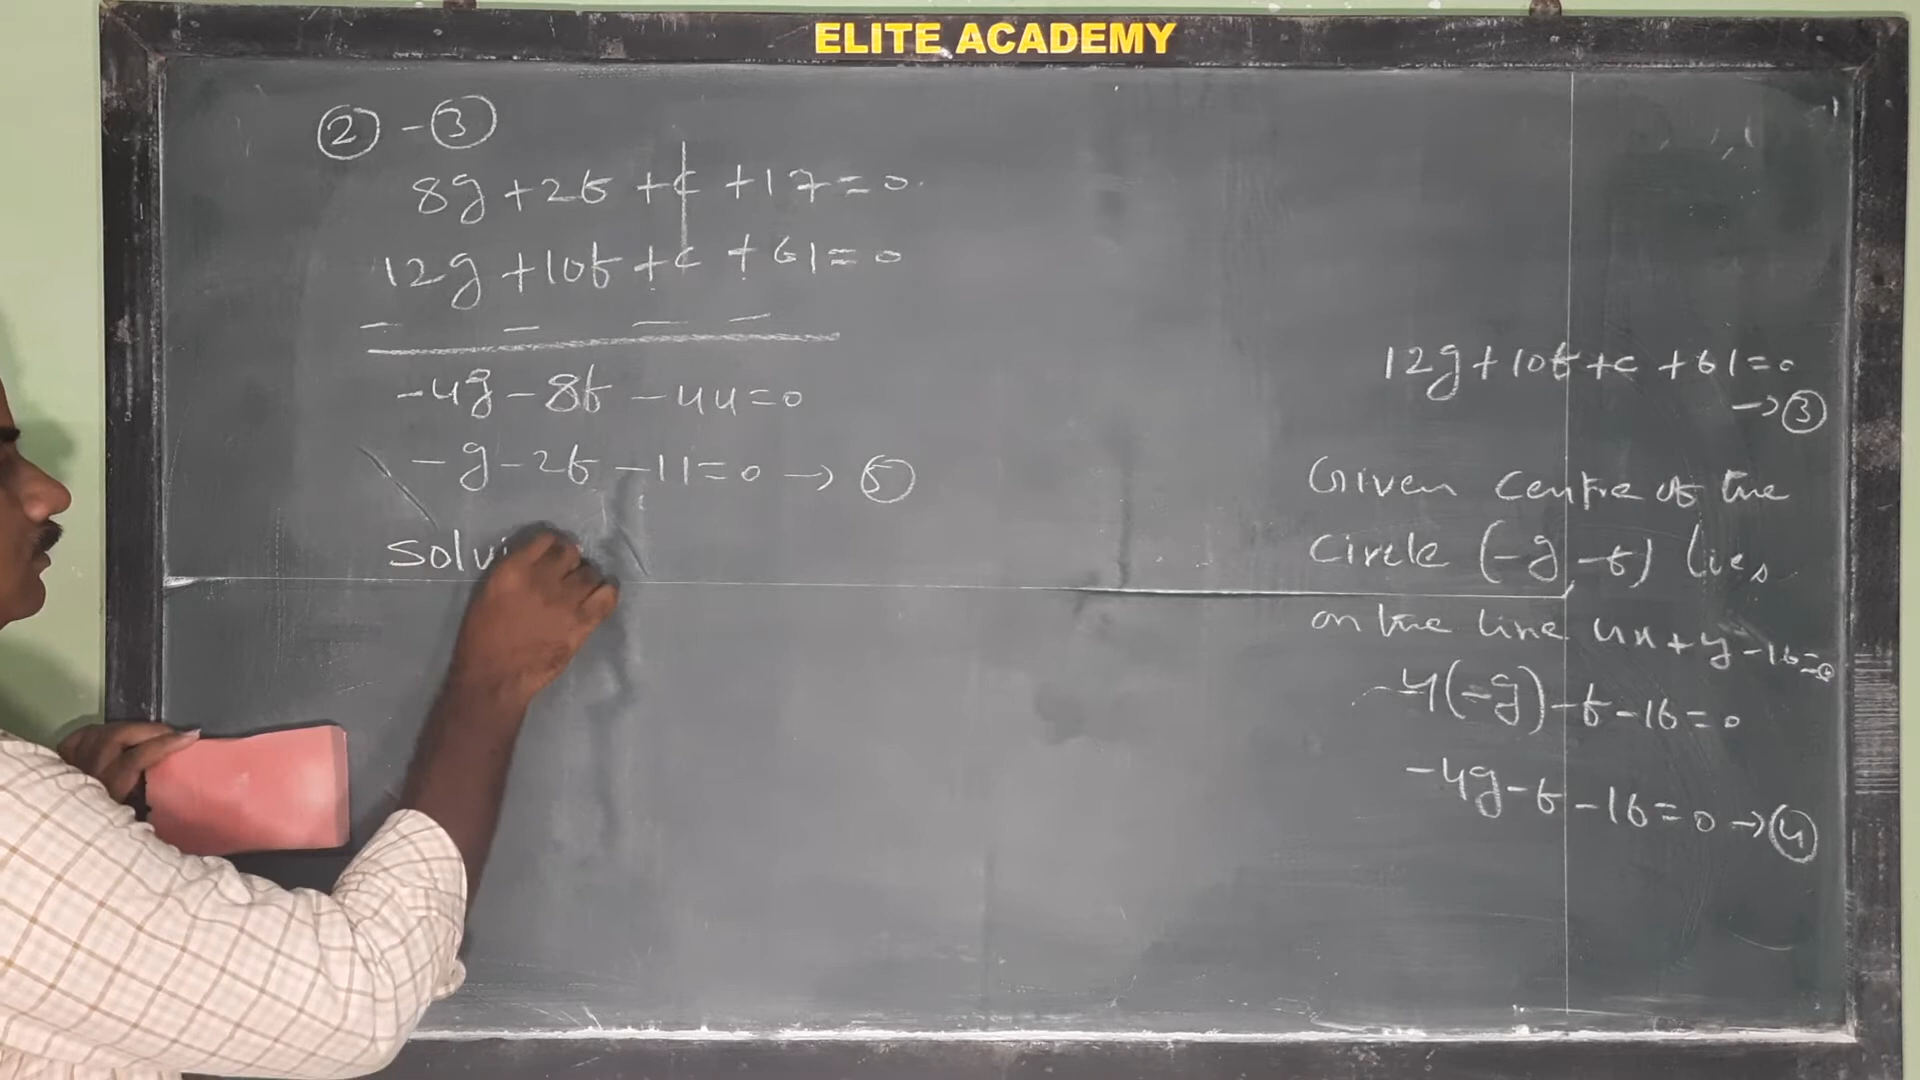 ELITE ACADEMY
② - ③
8g + 2f + c + 17 = 0.
12g + 10f + c + 61 = 0
- - - -
-4g - 8f - 44 = 0
-g - 2f - 11 = 0 → ⑤
Solvi
12g + 10f + c + 61 = 0
→ ③
Given centre of the
Circle (-g, -f) lies
on the line 4x + y - 16 = 0
4(-g) - f - 16 = 0
-4g - f - 16 = 0 → ④